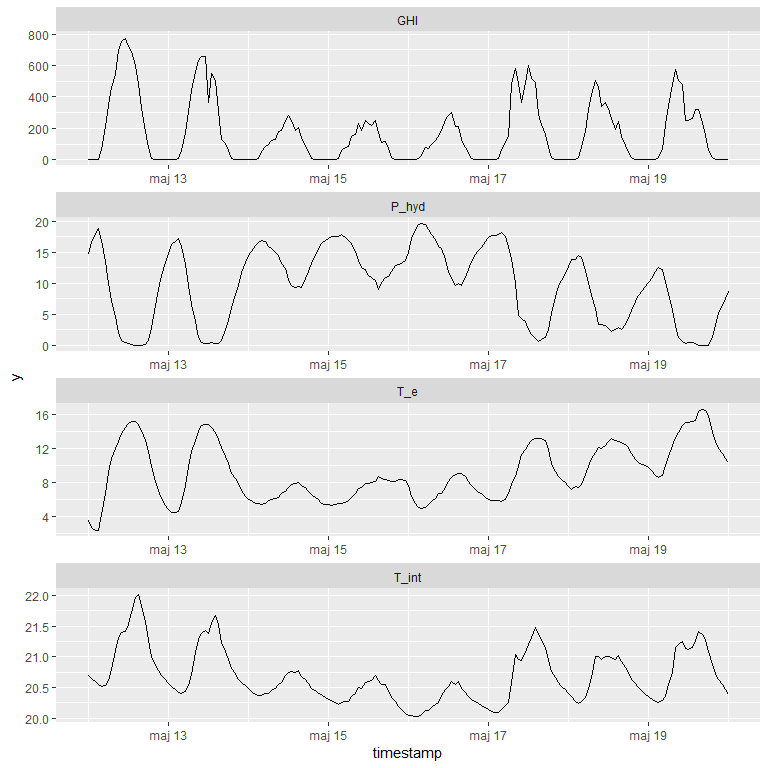 GHI
800
600
400
200
0
maj 13 maj 15 maj 17 maj 19
P_hyd
20
15
10
5
0
maj 13 maj 15 maj 17 maj 19
y
T_e
16
12
8
4
maj 13 maj 15 maj 17 maj 19
T_int
22.0
21.5
21.0
20.5
20.0
maj 13 maj 15 maj 17 maj 19
timestamp